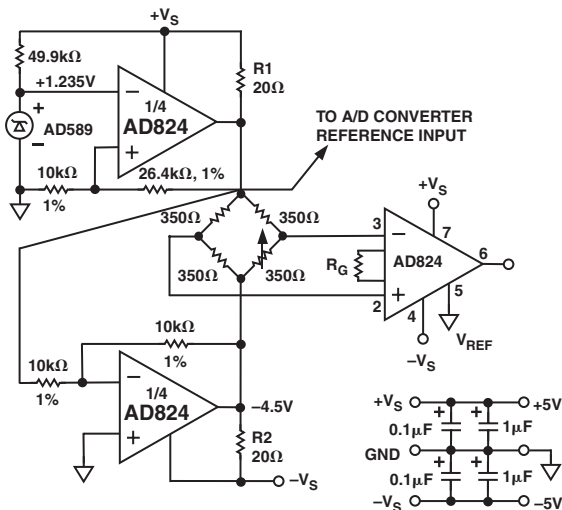 +VS
49.9kΩ
+1.235V
R1
20Ω
−
1/4
AD824
+
+
AD589
−
TO A/D CONVERTER
REFERENCE INPUT
10kΩ
1%
26.4kΩ, 1%
350Ω
350Ω
350Ω
350Ω
+VS
3
−
7
RG
AD824
6
+
2
4
5
−VS
VREF
10kΩ
1%
10kΩ
1%
−
1/4
AD824
+
−4.5V
R2
20Ω
−VS
+VS
+5V
+
+
0.1µF
1µF
GND
+
+
0.1µF
1µF
−VS
−5V